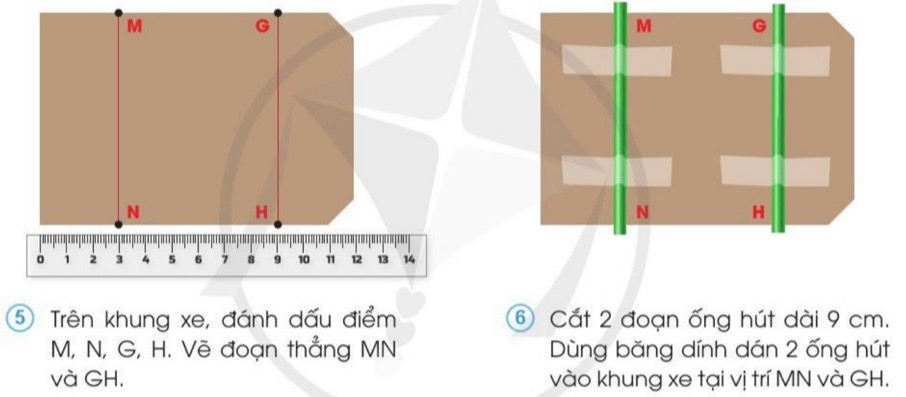 M G
N H
0 1 2 3 4 5 6 7 8 9 10 11 12 13 14
5 Trên khung xe, đánh dấu điểm
M, N, G, H. Vẽ đoạn thẳng MN
và GH.
M G
N H
6 Cắt 2 đoạn ống hút dài 9 cm.
Dùng băng dính dán 2 ống hút
vào khung xe tại vị trí MN và GH.